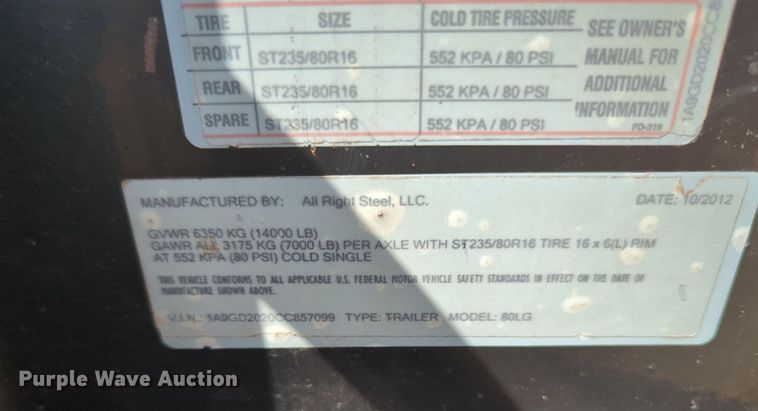 TIRE SIZE COLD TIRE PRESSURE SEE OWNER'S
FRONT ST235/80R16 552 KPA / 80 PSI MANUAL FOR
REAR ST235/80R16 552 KPA / 80 PSI ADDITIONAL
SPARE ST235/80R16 552 KPA / 80 PSI INFORMATION
FD-316
1A9GD2020CC85
MANUFACTURED BY: All Right Steel, LLC. DATE: 10/2012
GVWR 6350 KG (14000 LB)
GAWR ALL 3175 KG (7000 LB) PER AXLE WITH ST235/80R16 TIRE 16 x 6(L) RIM
AT 552 KPA (80 PSI) COLD SINGLE
THIS VEHICLE CONFORMS TO ALL APPLICABLE U.S. FEDERAL MOTOR VEHICLE SAFETY STANDARDS IN EFFECT ON THE DATE OF
MANUFACTURE SHOWN ABOVE.
V.I.N.: 1A9GD2020CC857099 TYPE: TRAILER MODEL: 80LG
Purple Wave Auction